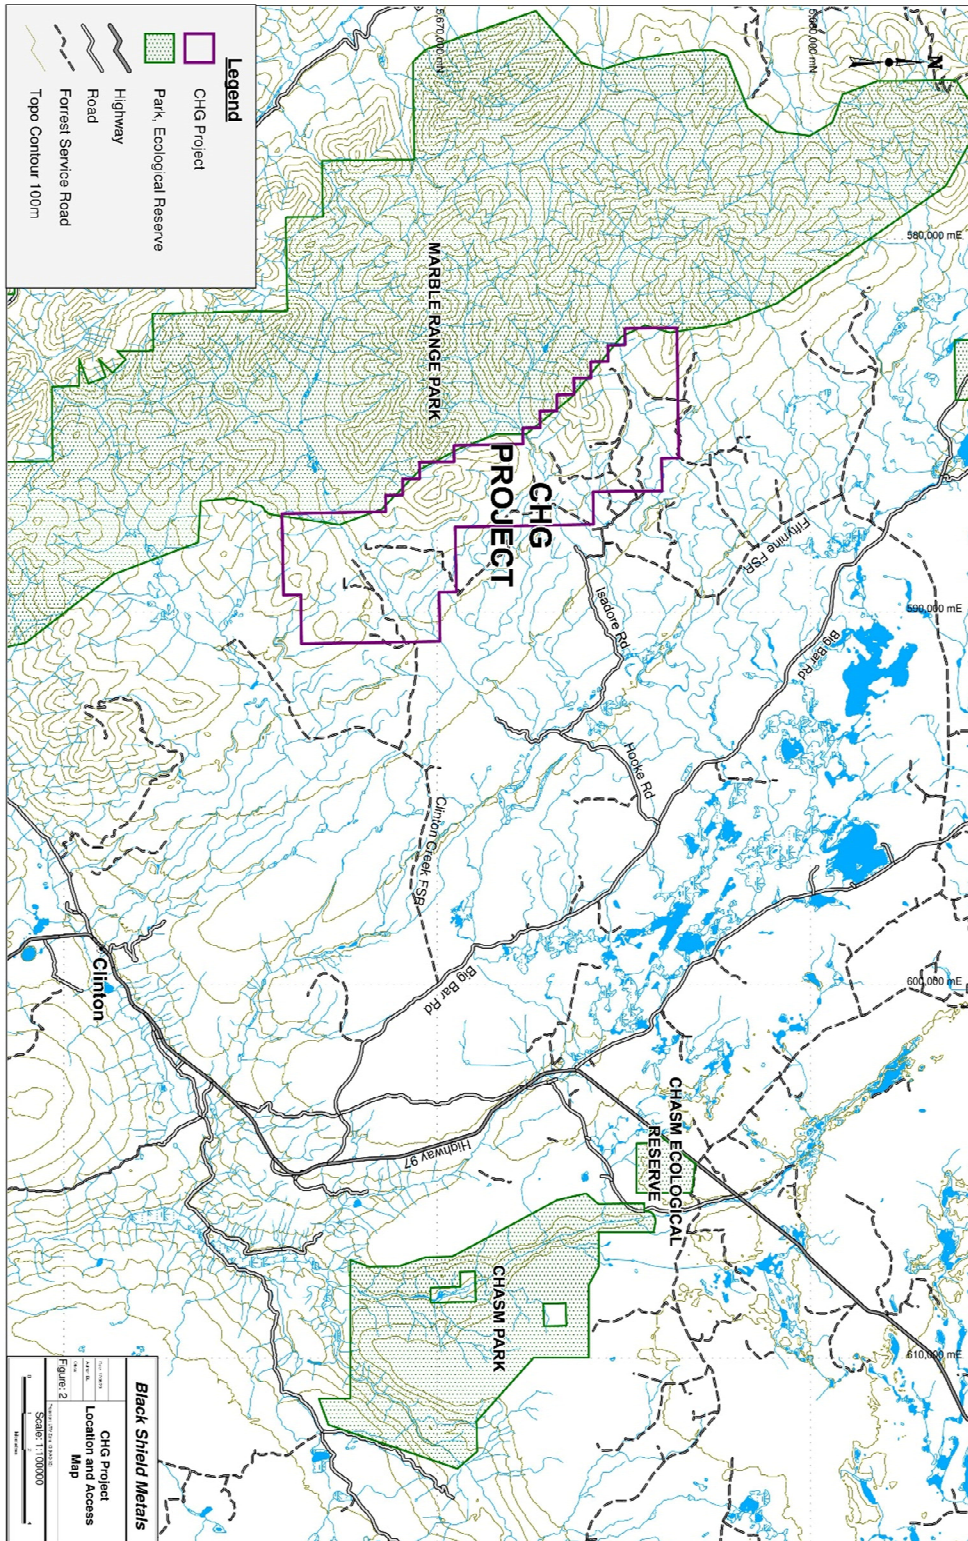 Legend
CHG Project
Park, Ecological Reserve
Highway
Road
Forrest Service Road
Topo Contour 100m
5,670,000 mN
5,680,000 mN
N
580,000 mE
590,000 mE
600,000 mE
610,000 mE
MARBLE RANGE PARK
CHG
PROJECT
Fiftynine FSR
Isadore Rd
Big Bar Rd
Hooke Rd
Clinton Creek FSR
Big Bar Rd
Clinton
Highway 97
CHASM ECOLOGICAL
RESERVE
CHASM PARK
Black Shield Metals
CHG Project
Location and Access
Map
Figure: 2
Scale: 1:100000